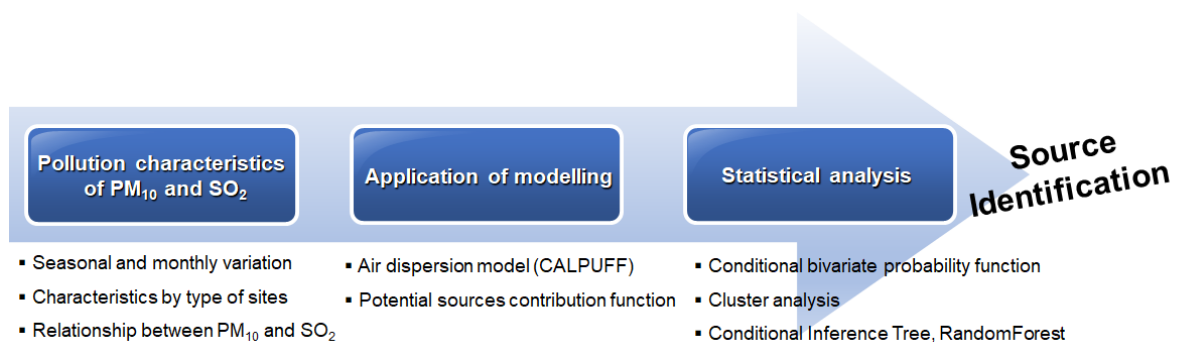 Pollution characteristics
of PM₁₀ and SO₂
Application of modelling
Statistical analysis
Source
Identification
▪ Seasonal and monthly variation
▪ Characteristics by type of sites
▪ Relationship between PM₁₀ and SO₂
▪ Air dispersion model (CALPUFF)
▪ Potential sources contribution function
▪ Conditional bivariate probability function
▪ Cluster analysis
▪ Conditional Inference Tree, RandomForest